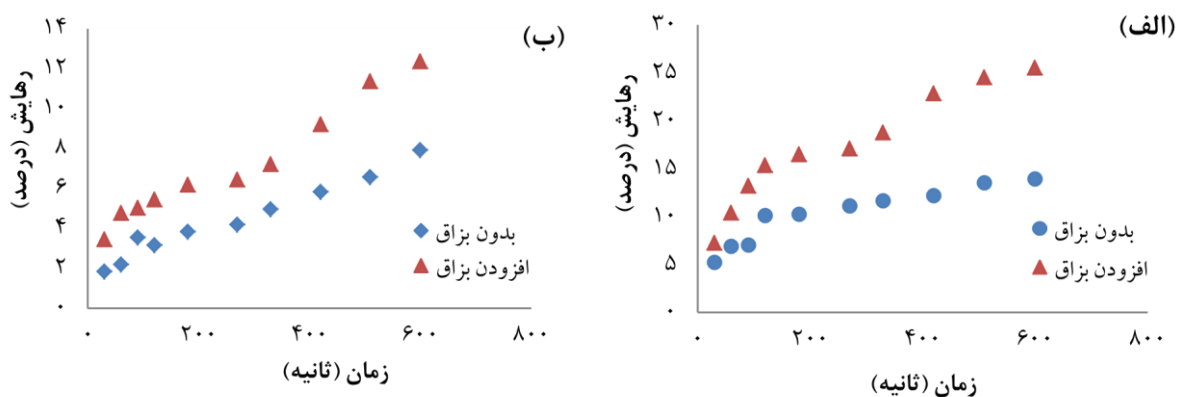 (الف)
رهایش (درصد)
۳۰
۲۵
۲۰
۱۵
۱۰
۵
۰
بدون بزاق
افزودن بزاق
۰ ۲۰۰ ۴۰۰ ۶۰۰ ۸۰۰
زمان (ثانیه)
(ب)
رهایش (درصد)
۱۴
۱۲
۱۰
۸
۶
۴
۲
۰
بدون بزاق
افزودن بزاق
۰ ۲۰۰ ۴۰۰ ۶۰۰ ۸۰۰
زمان (ثانیه)